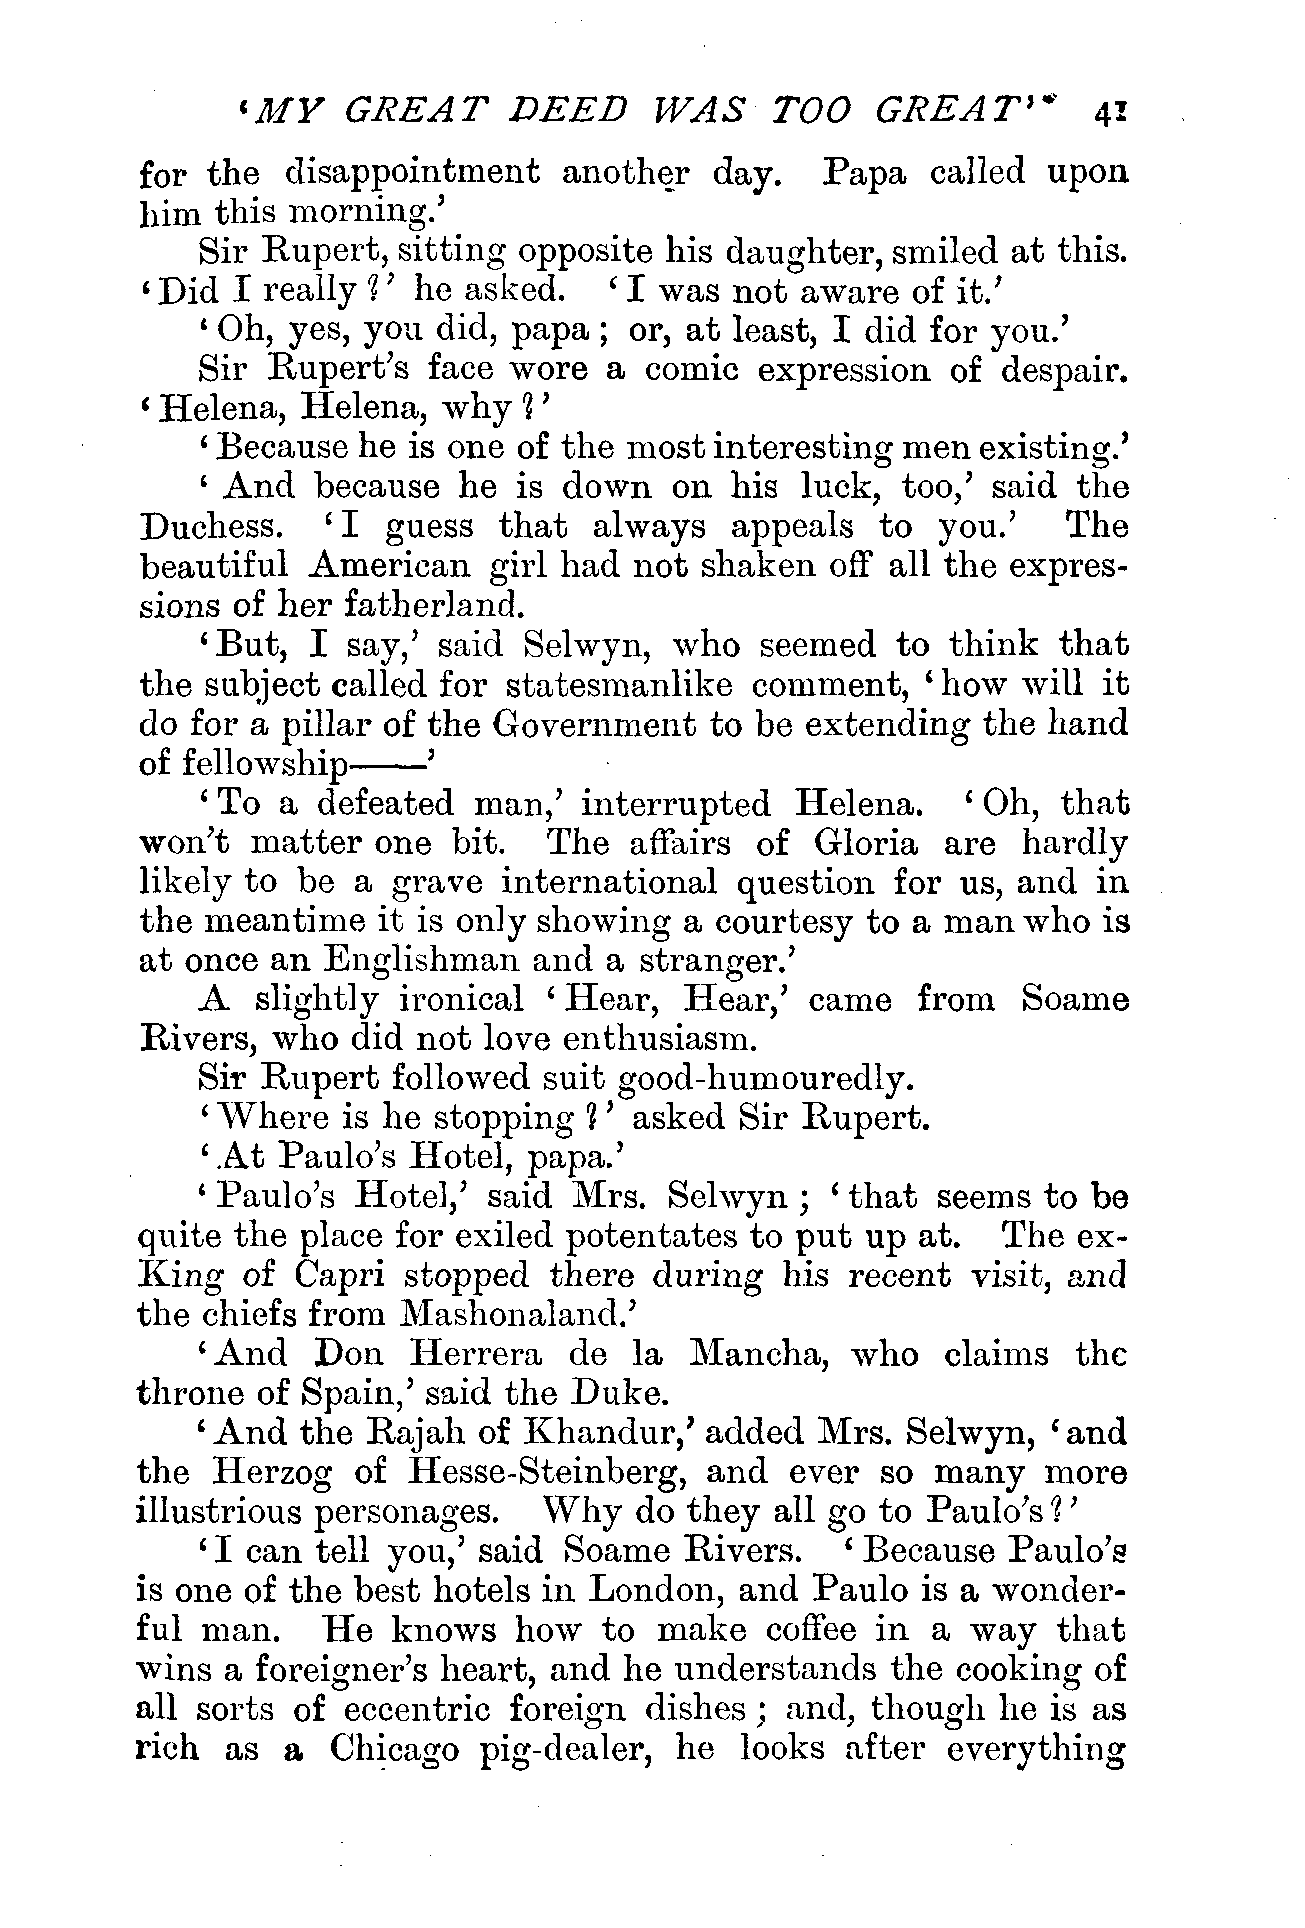 'MY GREAT DEED WAS TOO GREAT' 41
for the disappointment another day. Papa called upon
him this morning.'
Sir Rupert, sitting opposite his daughter, smiled at this.
'Did I really?' he asked. 'I was not aware of it.'
'Oh, yes, you did, papa; or, at least, I did for you.'
Sir Rupert's face wore a comic expression of despair.
'Helena, Helena, why?'
'Because he is one of the most interesting men existing.'
'And because he is down on his luck, too,' said the
Duchess. 'I guess that always appeals to you.' The
beautiful American girl had not shaken off all the expres-
sions of her fatherland.
'But, I say,' said Selwyn, who seemed to think that
the subject called for statesmanlike comment, 'how will it
do for a pillar of the Government to be extending the hand
of fellowship——'
'To a defeated man,' interrupted Helena. 'Oh, that
won't matter one bit. The affairs of Gloria are hardly
likely to be a grave international question for us, and in
the meantime it is only showing a courtesy to a man who is
at once an Englishman and a stranger.'
A slightly ironical 'Hear, Hear,' came from Soame
Rivers, who did not love enthusiasm.
Sir Rupert followed suit good-humouredly.
'Where is he stopping?' asked Sir Rupert.
'At Paulo's Hotel, papa.'
'Paulo's Hotel,' said Mrs. Selwyn; 'that seems to be
quite the place for exiled potentates to put up at. The ex-
King of Capri stopped there during his recent visit, and
the chiefs from Mashonaland.'
'And Don Herrera de la Mancha, who claims the
throne of Spain,' said the Duke.
'And the Rajah of Khandur,' added Mrs. Selwyn, 'and
the Herzog of Hesse-Steinberg, and ever so many more
illustrious personages. Why do they all go to Paulo's?'
'I can tell you,' said Soame Rivers. 'Because Paulo's
is one of the best hotels in London, and Paulo is a wonder-
ful man. He knows how to make coffee in a way that
wins a foreigner's heart, and he understands the cooking of
all sorts of eccentric foreign dishes; and, though he is as
rich as a Chicago pig-dealer, he looks after everything